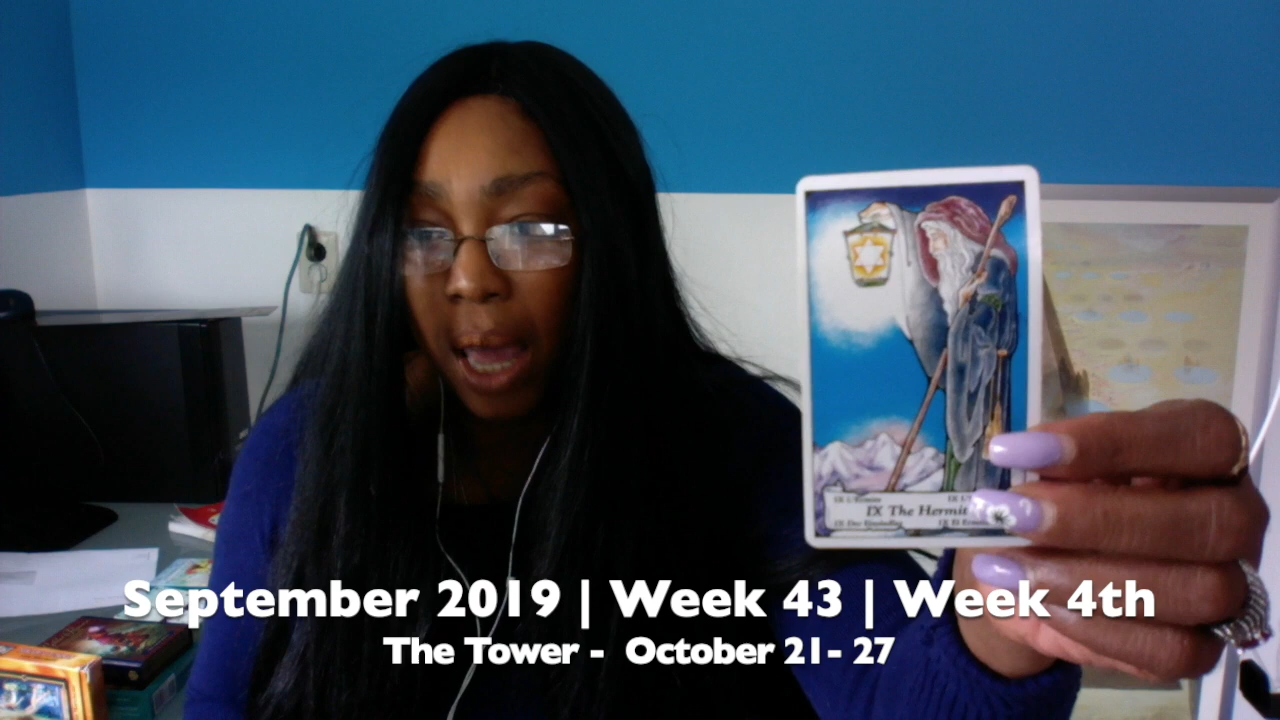 IX The Hermit
September 2019 | Week 43 | Week 4th
The Tower - October 21- 27